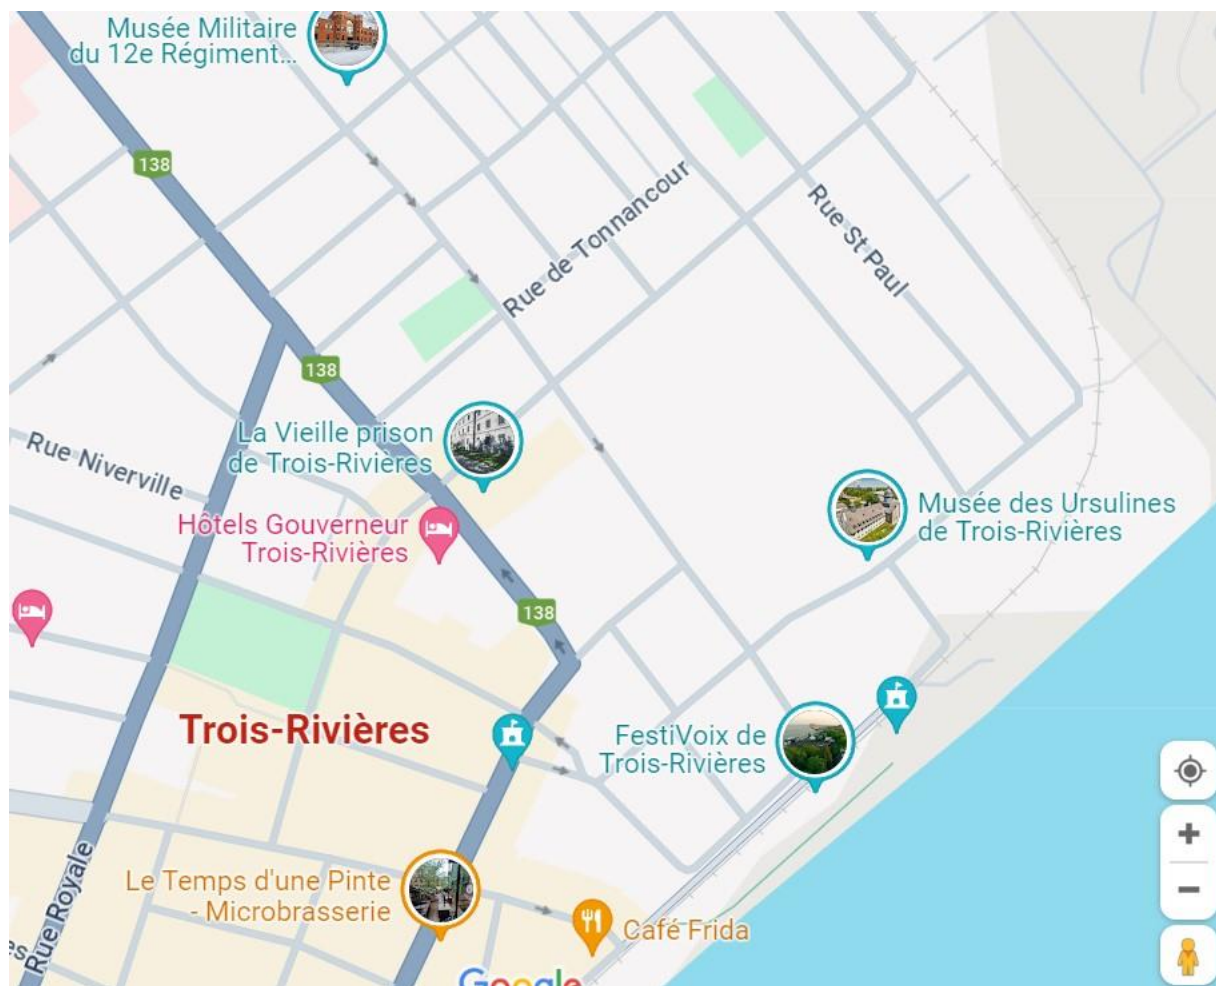 Musée Militaire
du 12e Régiment...
138
Rue de Tonnancour
Rue St Paul
138
La Vieille prison
de Trois-Rivières
Rue Niverville
Hôtels Gouverneur
Trois-Rivières
Musée des Ursulines
de Trois-Rivières
138
Trois-Rivières
FestiVoix de
Trois-Rivières
Rue Royale
Le Temps d'une Pinte
- Microbrasserie
Café Frida
es
Google